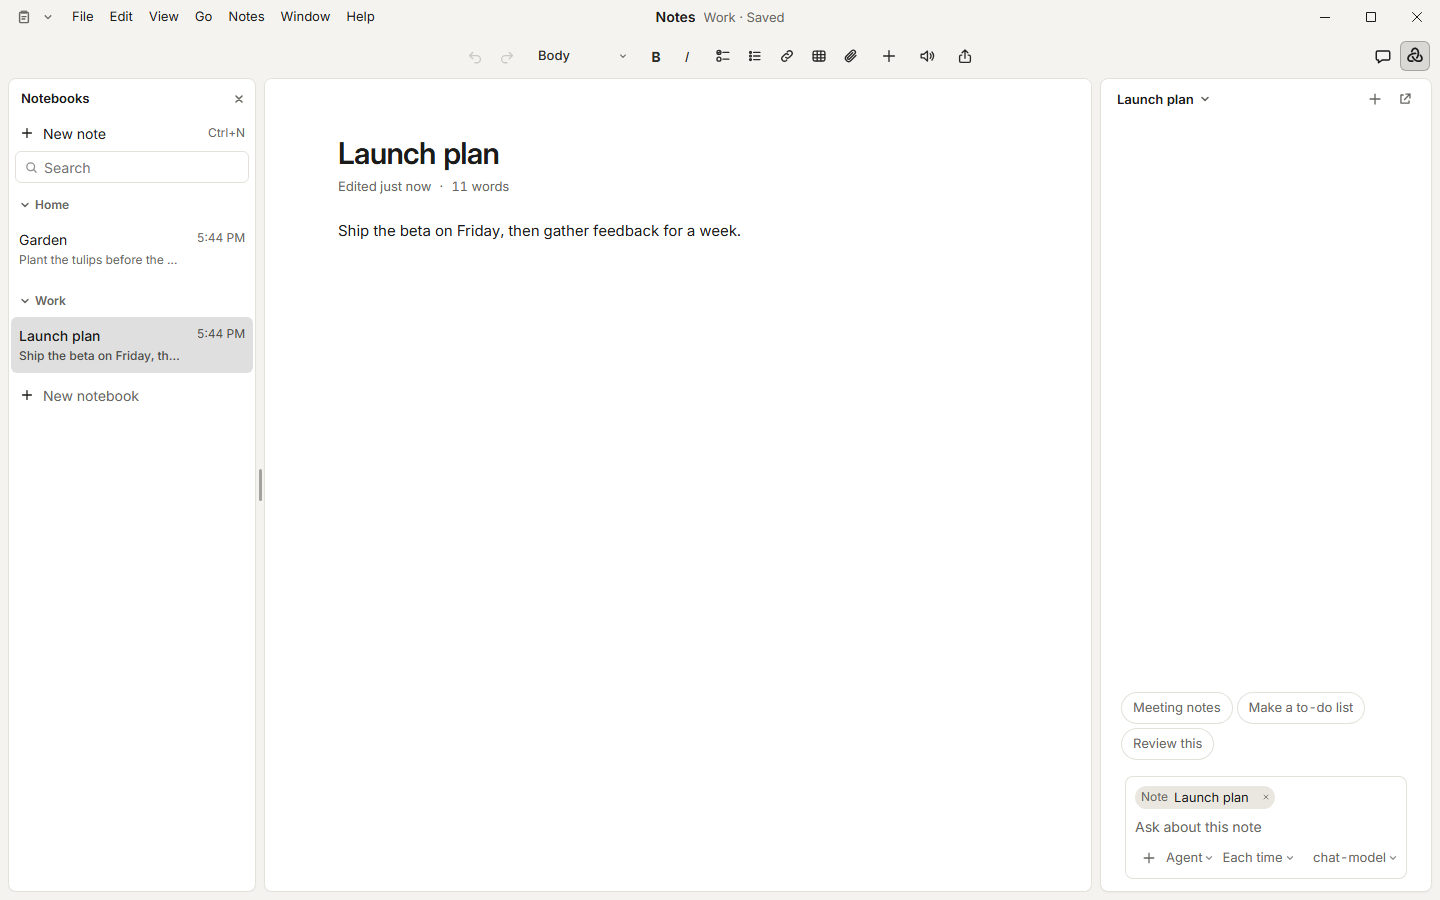 File Edit View Go Notes Window Help
Notes Work · Saved
Body
B I
Notebooks
New note Ctrl+N
Search
Home
Garden 5:44 PM
Plant the tulips before the ...
Work
Launch plan 5:44 PM
Ship the beta on Friday, th...
New notebook
Launch plan
Edited just now · 11 words
Ship the beta on Friday, then gather feedback for a week.
Launch plan
Meeting notes
Make a to-do list
Review this
Note Launch plan
Ask about this note
Agent Each time chat-model